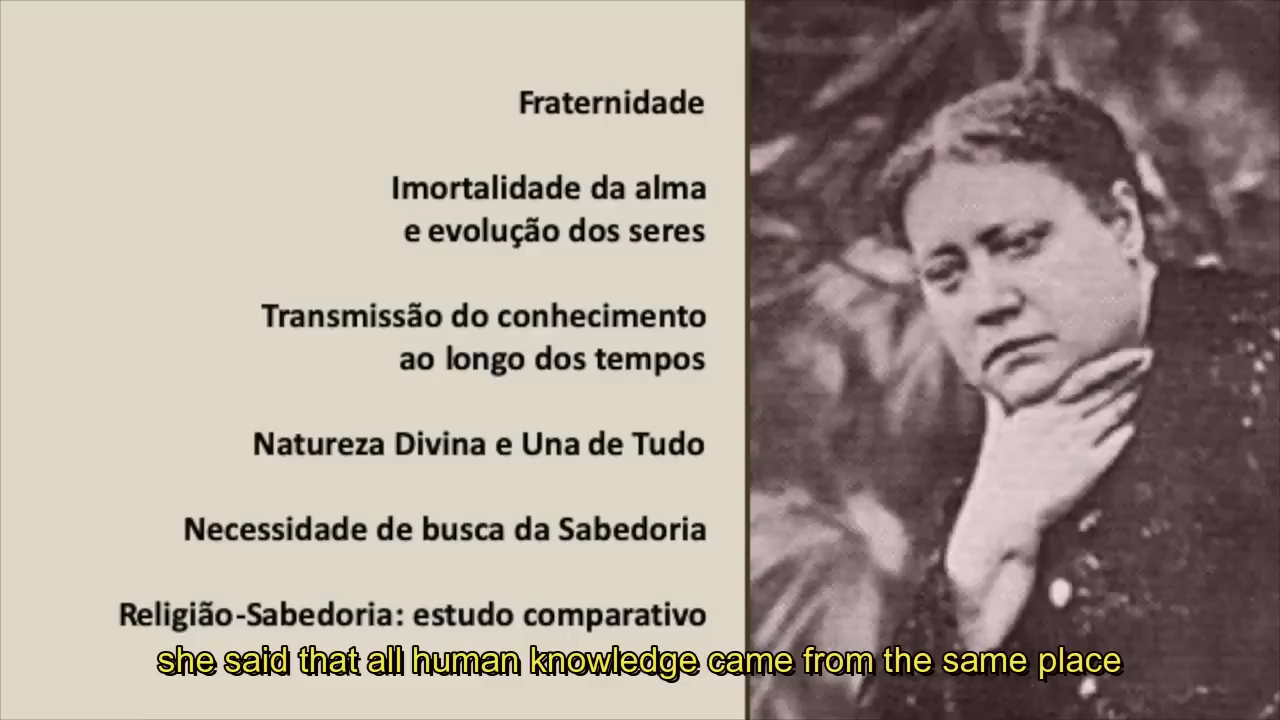 Fraternidade
Imortalidade da alma
e evolução dos seres
Transmissão do conhecimento
ao longo dos tempos
Natureza Divina e Una de Tudo
Necessidade de busca da Sabedoria
Religião-Sabedoria: estudo comparativo
she said that all human knowledge came from the same place